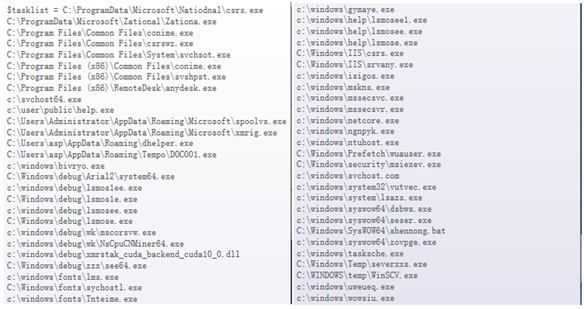 $tasklist = C:\ProgramData\Microsoft\Natiodnal\csrs.exe
C:\ProgramData\Microsoft\Zational\Zationa.exe
C:\Program Files\Common Files\conime.exe
C:\Program Files\Common Files\csrswz.exe
C:\Program Files\Common Files\System\svchsot.exe
C:\Program Files (x86)\Common Files\conime.exe
C:\Program Files (x86)\Common Files\svshpst.exe
C:\Program Files (x86)\RemoteDesk\anydesk.exe
c:\svchost64.exe
c:\user\public\help.exe
C:\Users\Administrator\AppData\Roaming\Microsoft\spoolvs.exe
C:\Users\Administrator\AppData\Roaming\Microsoft\xmrig.exe
C:\Users\asp\AppData\Roaming\dhelper.exe
C:\Users\asp\AppData\Roaming\Tempo\DOC001.exe
c:\windows\bivryo.exe
C:\Windows\debug\Arial2\system64.exe
c:\Windows\debug\lsmos1ee.exe
c:\Windows\debug\lsmos1e.exe
c:\Windows\debug\lsmosee.exe
c:\Windows\debug\lsmose.exe
c:\Windows\debug\wk\mscorsvw.exe
c:\Windows\debug\wk\NsCpuCNMiner64.exe
c:\Windows\debug\xmrstak_cuda_backend_cuda10_0.dll
C:\Windows\debug\zzx\see64.exe
c:\windows\fonts\lms.exe
c:\windows\fonts\sychost1.exe
c:\windows\fonts\Tnteime.exe
c:\windows\gymaye.exe
c:\windows\help\lsmosee1.exe
c:\windows\help\lsmosee.exe
c:\windows\help\lsmose.exe
C:\Windows\IIS\csrs.exe
C:\Windows\IIS\srvany.exe
c:\windows\isigos.exe
c:\windows\mskns.exe
c:\windows\mssecsvc.exe
c:\windows\mssecsvr.exe
c:\windows\netcore.exe
c:\windows\ngnpyk.exe
c:\windows\ntuhost.exe
C:\Windows\Prefetch\wuauser.exe
C:\Windows\security\msiexev.exe
c:\windows\svchost.com
c:\windows\system32\vutvec.exe
c:\windows\system\lsazs.exe
c:\windows\syswow64\dsbws.exe
c:\windows\syswow64\seser.exe
C:\Windows\SysWOW64\shennong.bat
c:\windows\syswow64\zovpge.exe
c:\windows\tasksche.exe
C:\Windows\Temp\severxxs.exe
C:\WINDOWS\temp\WinSCV.exe
c:\windows\uweueq.exe
c:\windows\wowsiu.exe